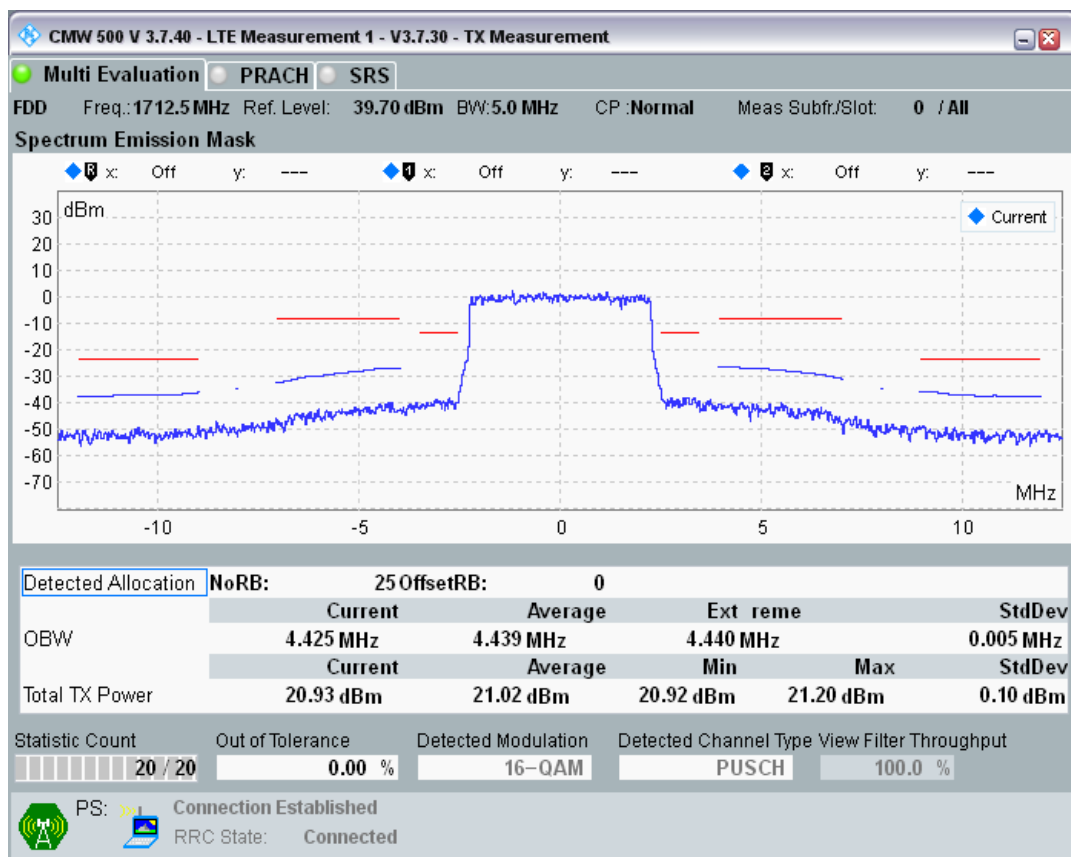 CMW 500 V 3.7.40 - LTE Measurement 1 - V3.7.30 - TX Measurement
Multi Evaluation PRACH SRS
FDD Freq.: 1712.5 MHz Ref. Level: 39.70 dBm BW: 5.0 MHz CP : Normal Meas Subfr./Slot: 0 / All
Spectrum Emission Mask
R x: Off y: --- 1 x: Off y: --- 2 x: Off y: ---
dBm
Current
30
20
10
0
-10
-20
-30
-40
-50
-60
-70
MHz
-10 -5 0 5 10
Detected Allocation NoRB: 25 OffsetRB: 0
Current Average Ext reme StdDev
OBW 4.425 MHz 4.439 MHz 4.440 MHz 0.005 MHz
Current Average Min Max StdDev
Total TX Power 20.93 dBm 21.02 dBm 20.92 dBm 21.20 dBm 0.10 dBm
Statistic Count Out of Tolerance Detected Modulation Detected Channel Type View Filter Throughput
20 / 20 0.00 % 16-QAM PUSCH 100.0 %
PS: Connection Established
RRC State: Connected